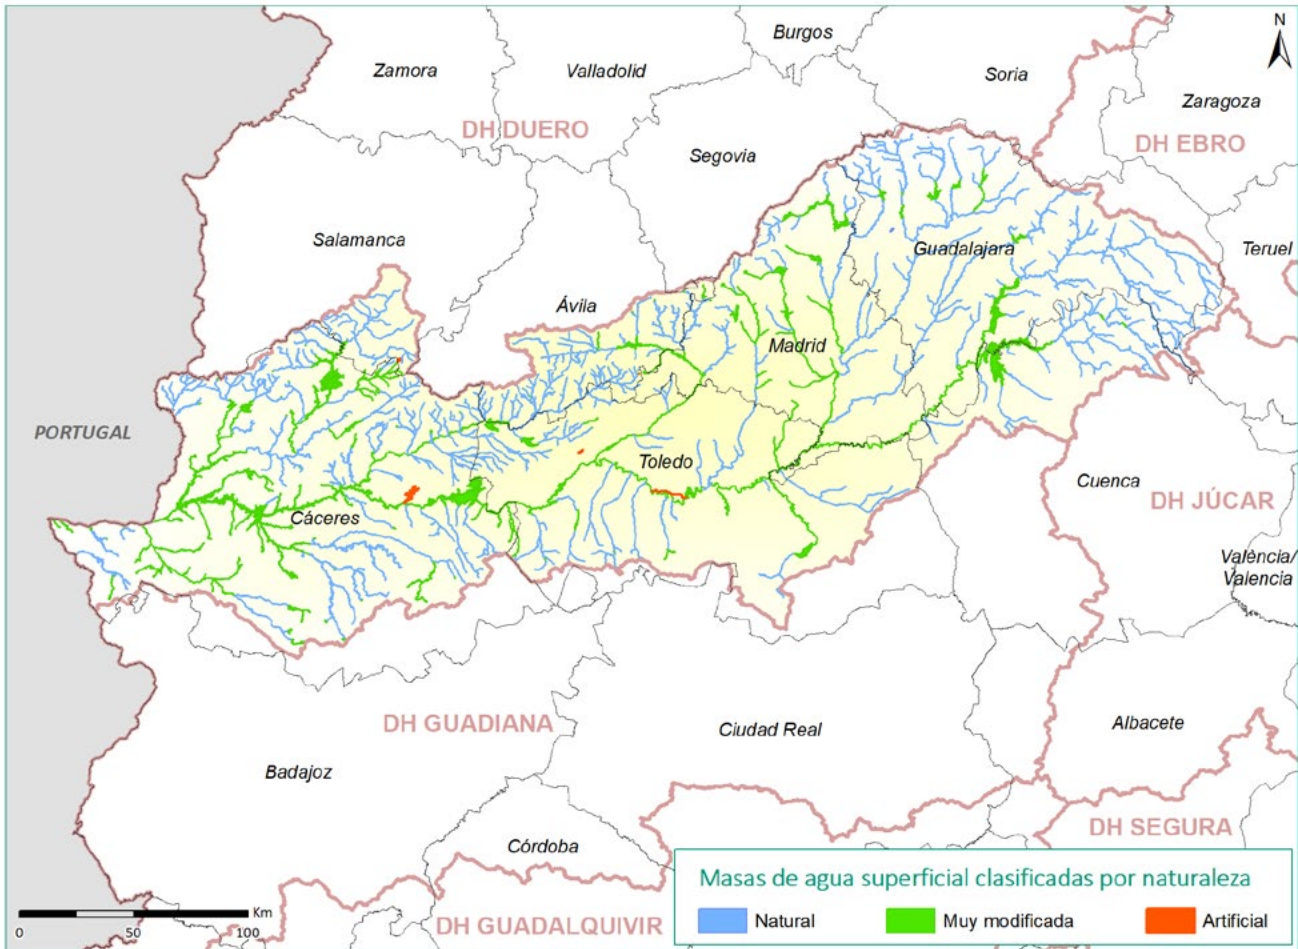 Burgos
N
Zamora
Valladolid
Soria
Zaragoza
DH DUERO
DH EBRO
Segovia
Salamanca
Guadalajara
Teruel
Ávila
Madrid
PORTUGAL
Toledo
Cuenca
DH JÚCAR
Cáceres
València/
Valencia
DH GUADIANA
Ciudad Real
Albacete
Badajoz
DH SEGURA
Córdoba
Masas de agua superficial clasificadas por naturaleza
Natural
Muy modificada
Artificial
Km
0
50
100
DH GUADALQUIVIR